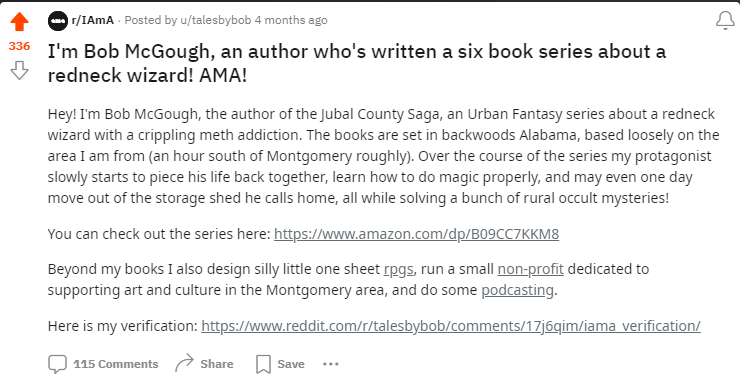 r/IAmA · Posted by u/talesbybob 4 months ago
336
I'm Bob McGough, an author who's written a six book series about a
redneck wizard! AMA!
Hey! I'm Bob McGough, the author of the Jubal County Saga, an Urban Fantasy series about a redneck
wizard with a crippling meth addiction. The books are set in backwoods Alabama, based loosely on the
area I am from (an hour south of Montgomery roughly). Over the course of the series my protagonist
slowly starts to piece his life back together, learn how to do magic properly, and may even one day
move out of the storage shed he calls home, all while solving a bunch of rural occult mysteries!
You can check out the series here: https://www.amazon.com/dp/B09CC7KKM8
Beyond my books I also design silly little one sheet rpgs, run a small non-profit dedicated to
supporting art and culture in the Montgomery area, and do some podcasting.
Here is my verification: https://www.reddit.com/r/talesbybob/comments/17j6qim/iama_verification/
115 Comments Share Save